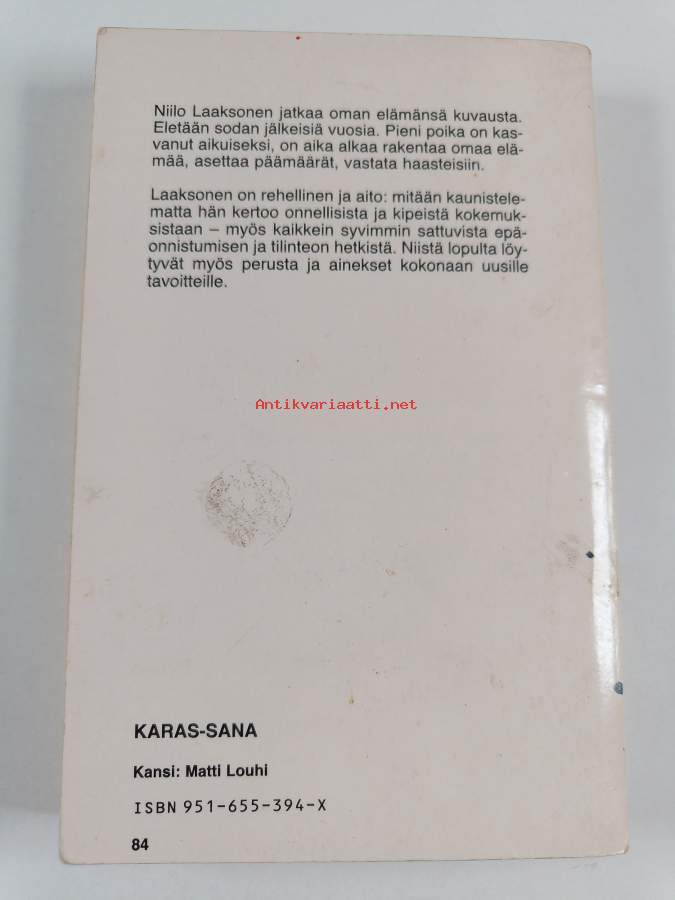 Niilo Laaksonen jatkaa oman elämänsä kuvausta.
Eletään sodan jälkeisiä vuosia. Pieni poika on kas-
vanut aikuiseksi, on aika alkaa rakentaa omaa elä-
mää, asettaa päämäärät, vastata haasteisiin.
Laaksonen on rehellinen ja aito: mitään kaunistele-
matta hän kertoo onnellisista ja kipeistä kokemuk-
sistaan – myös kaikkein syvimmin sattuvista epä-
onnistumisen ja tilinteon hetkistä. Niistä lopulta löy-
tyvät myös perusta ja ainekset kokonaan uusille
tavoitteille.
Antikvariaatti.net
KARAS-SANA
Kansi: Matti Louhi
ISBN 951-655-394-X
84